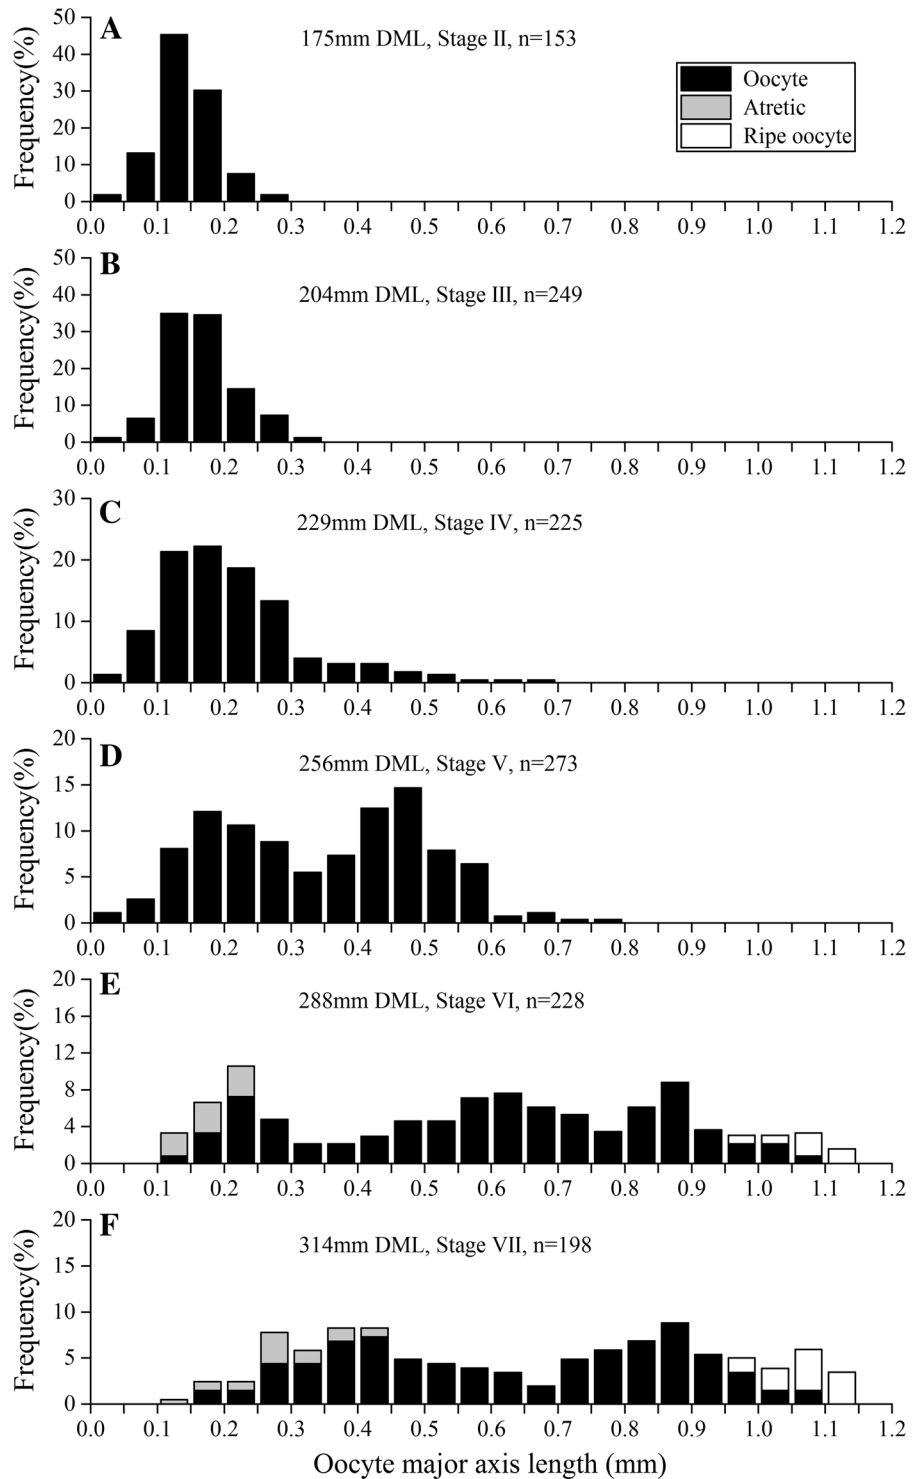 A
175mm DML, Stage II, n=153
Oocyte
Atretic
Ripe oocyte
Frequency(%)
50
40
30
20
10
0
0.0 0.1 0.2 0.3 0.4 0.5 0.6 0.7 0.8 0.9 1.0 1.1 1.2
B
204mm DML, Stage III, n=249
Frequency(%)
50
40
30
20
10
0
0.0 0.1 0.2 0.3 0.4 0.5 0.6 0.7 0.8 0.9 1.0 1.1 1.2
C
229mm DML, Stage IV, n=225
Frequency(%)
30
20
10
0
0.0 0.1 0.2 0.3 0.4 0.5 0.6 0.7 0.8 0.9 1.0 1.1 1.2
D
256mm DML, Stage V, n=273
Frequency(%)
20
15
10
5
0
0.0 0.1 0.2 0.3 0.4 0.5 0.6 0.7 0.8 0.9 1.0 1.1 1.2
E
288mm DML, Stage VI, n=228
Frequency(%)
20
16
12
8
4
0
0.0 0.1 0.2 0.3 0.4 0.5 0.6 0.7 0.8 0.9 1.0 1.1 1.2
F
314mm DML, Stage VII, n=198
Frequency(%)
20
15
10
5
0
0.0 0.1 0.2 0.3 0.4 0.5 0.6 0.7 0.8 0.9 1.0 1.1 1.2
Oocyte major axis length (mm)